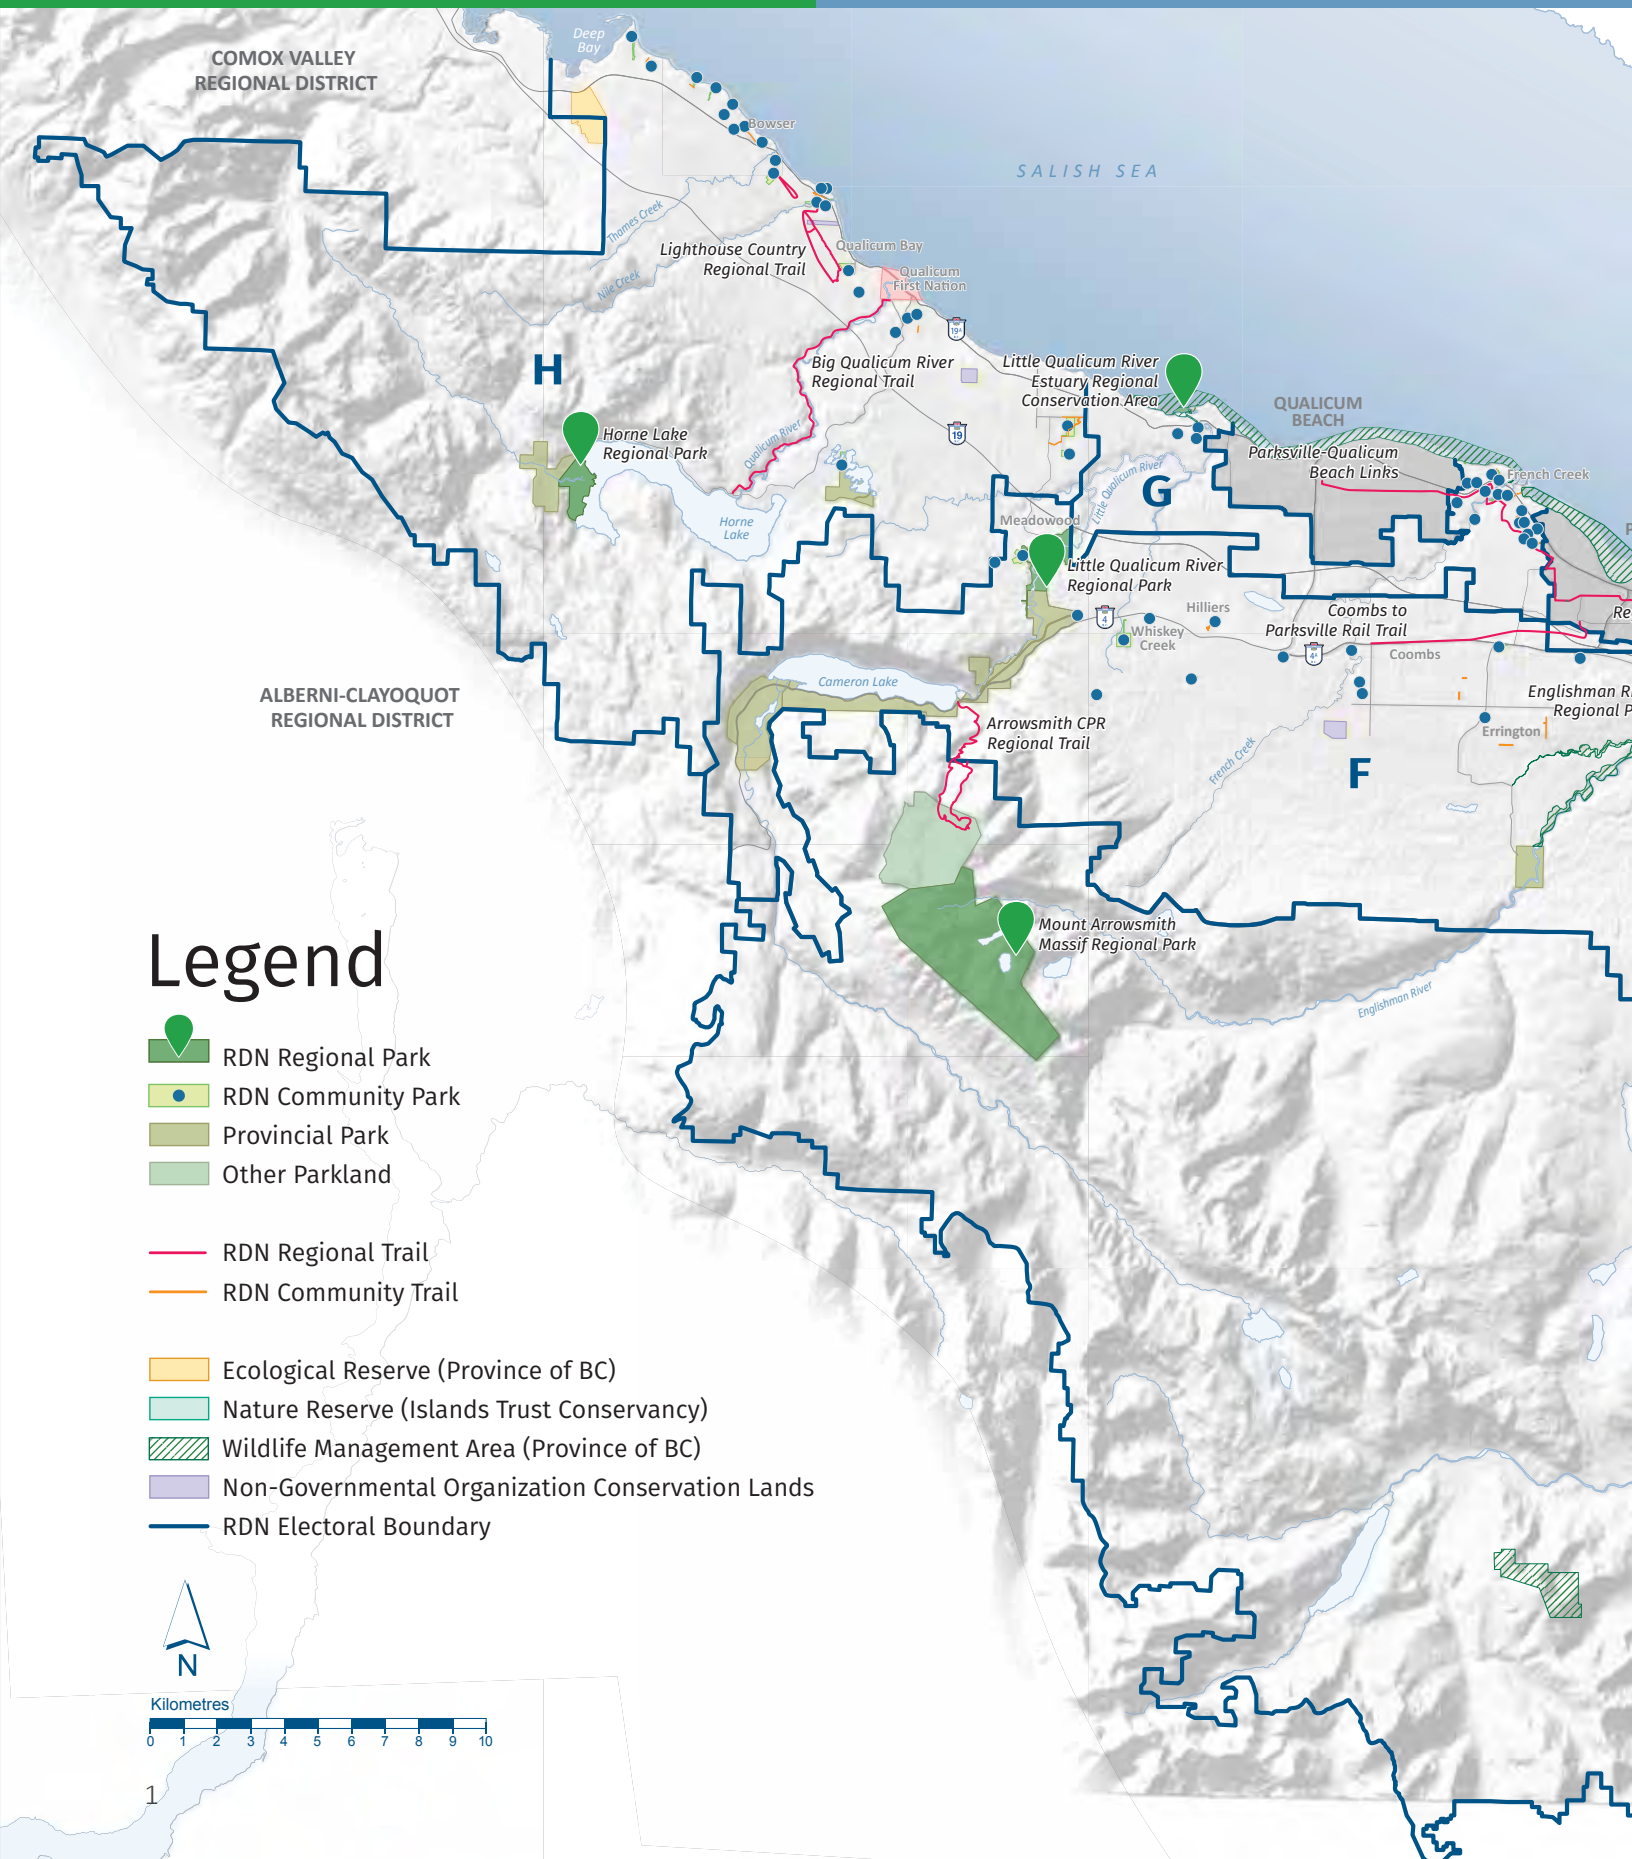 Deep
Bay
COMOX VALLEY
REGIONAL DISTRICT
Bowser
SALISH SEA
Thames Creek
Lighthouse Country
Regional Trail
Qualicum Bay
Nile Creek
Qualicum
First Nation
19A
H
Big Qualicum River
Regional Trail
Little Qualicum River
Estuary Regional
Conservation Area
QUALICUM
BEACH
Horne Lake
Regional Park
Qualicum River
19
Parksville-Qualicum
Beach Links
French Creek
Little Qualicum River
G
Horne
Lake
Meadowood
Little Qualicum River
Regional Park
4
Hilliers
Whiskey
Creek
Coombs to
Parksville Rail Trail
Re
4A
Coombs
Cameron Lake
ALBERNI-CLAYOQUOT
REGIONAL DISTRICT
Englishman R
Regional P
Arrowsmith CPR
Regional Trail
Errington
French Creek
F
Mount Arrowsmith
Massif Regional Park
Englishman River
Legend
RDN Regional Park
RDN Community Park
Provincial Park
Other Parkland
RDN Regional Trail
RDN Community Trail
Ecological Reserve (Province of BC)
Nature Reserve (Islands Trust Conservancy)
Wildlife Management Area (Province of BC)
Non-Governmental Organization Conservation Lands
RDN Electoral Boundary
N
Kilometres
0 1 2 3 4 5 6 7 8 9 10
1